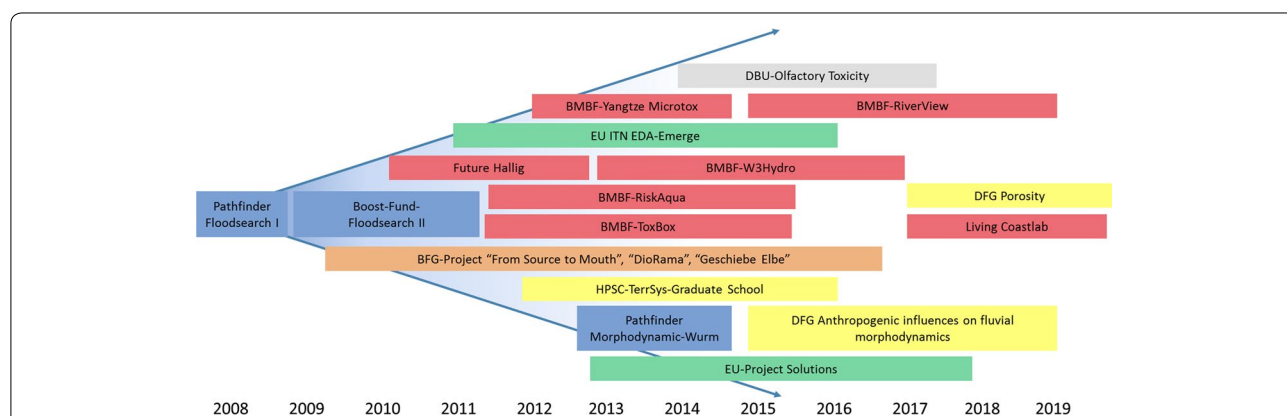 DBU-Olfactory Toxicity
BMBF-Yangtze Microtox
BMBF-RiverView
EU ITN EDA-Emerge
Future Hallig
BMBF-W3Hydro
Pathfinder
Floodsearch I
Boost-Fund-
Floodsearch II
BMBF-RiskAqua
DFG Porosity
BMBF-ToxBox
Living Coastlab
BFG-Project “From Source to Mouth”, “DioRama”, “Geschiebe Elbe”
HPSC-TerrSys-Graduate School
Pathfinder
Morphodynamic-Wurm
DFG Anthropogenic influences on fluvial
morphodynamics
EU-Project Solutions
2008 2009 2010 2011 2012 2013 2014 2015 2016 2017 2018 2019